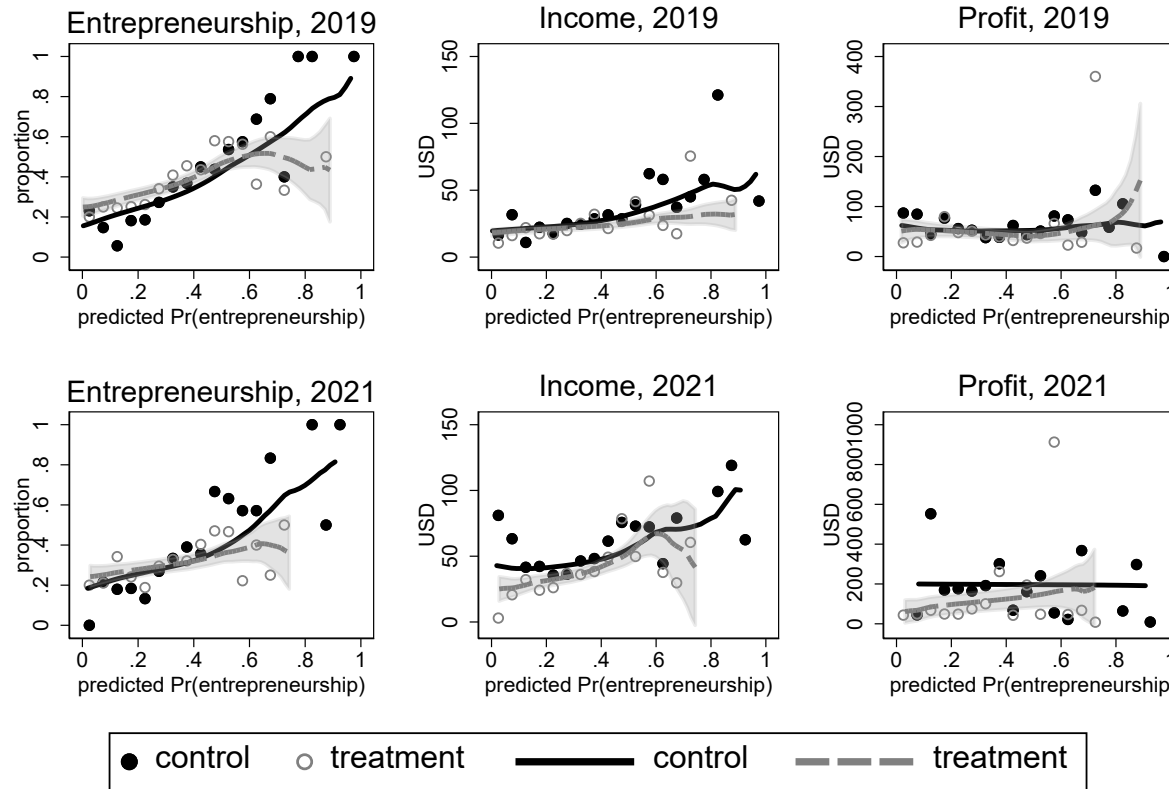 Entrepreneurship, 2019
Income, 2019
Profit, 2019
proportion
0 .2 .4 .6 .8 1
0 .2 .4 .6 .8 1
predicted Pr(entrepreneurship)
USD
0 50 100 150
0 .2 .4 .6 .8 1
predicted Pr(entrepreneurship)
USD
0 100 200 300 400
0 .2 .4 .6 .8 1
predicted Pr(entrepreneurship)
Entrepreneurship, 2021
Income, 2021
Profit, 2021
proportion
0 .2 .4 .6 .8 1
0 .2 .4 .6 .8 1
predicted Pr(entrepreneurship)
USD
0 50 100 150
0 .2 .4 .6 .8 1
predicted Pr(entrepreneurship)
USD
0 200 400 600 8001000
0 .2 .4 .6 .8 1
predicted Pr(entrepreneurship)
control treatment control treatment